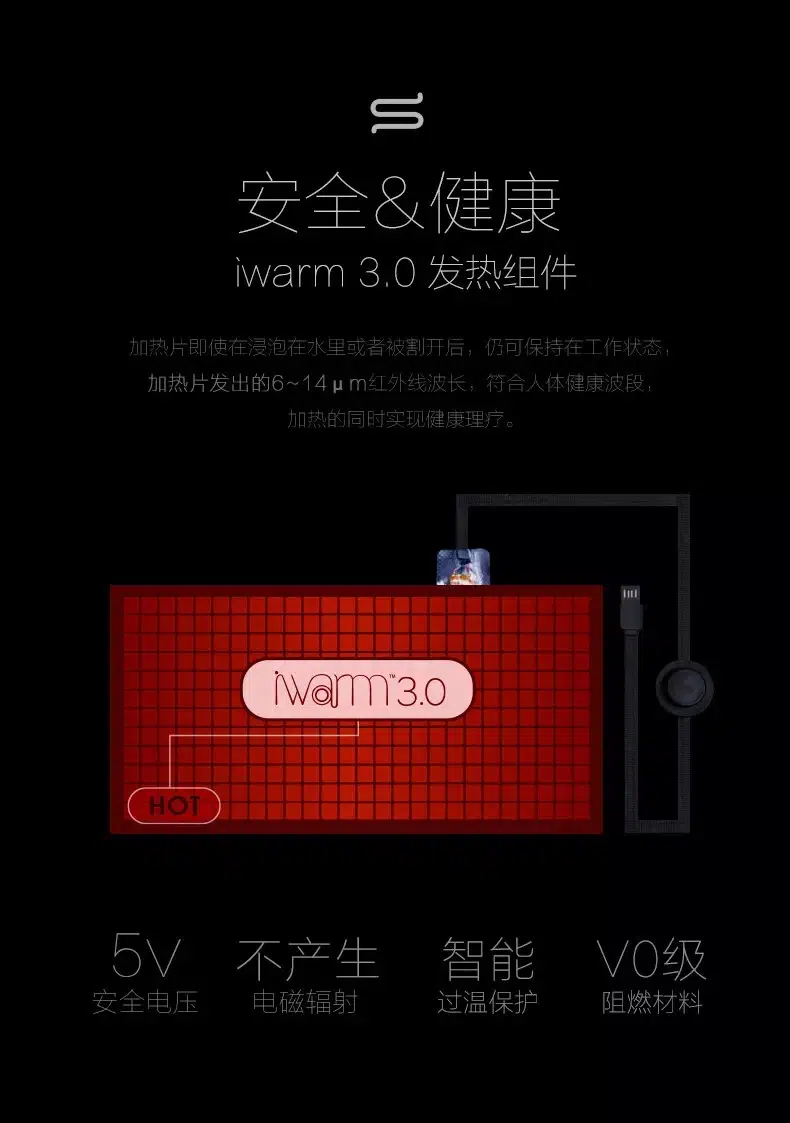 安全&健康
iwarm 3.0 发热组件
加热片即使在浸泡在水里或者被割开后，仍可保持在工作状态，
加热片发出的6~14μm红外线波长，符合人体健康波段，
加热的同时实现健康理疗。
iwarm™3.0
HOT
5V 不产生 智能 V0级
安全电压 电磁辐射 过温保护 阻燃材料